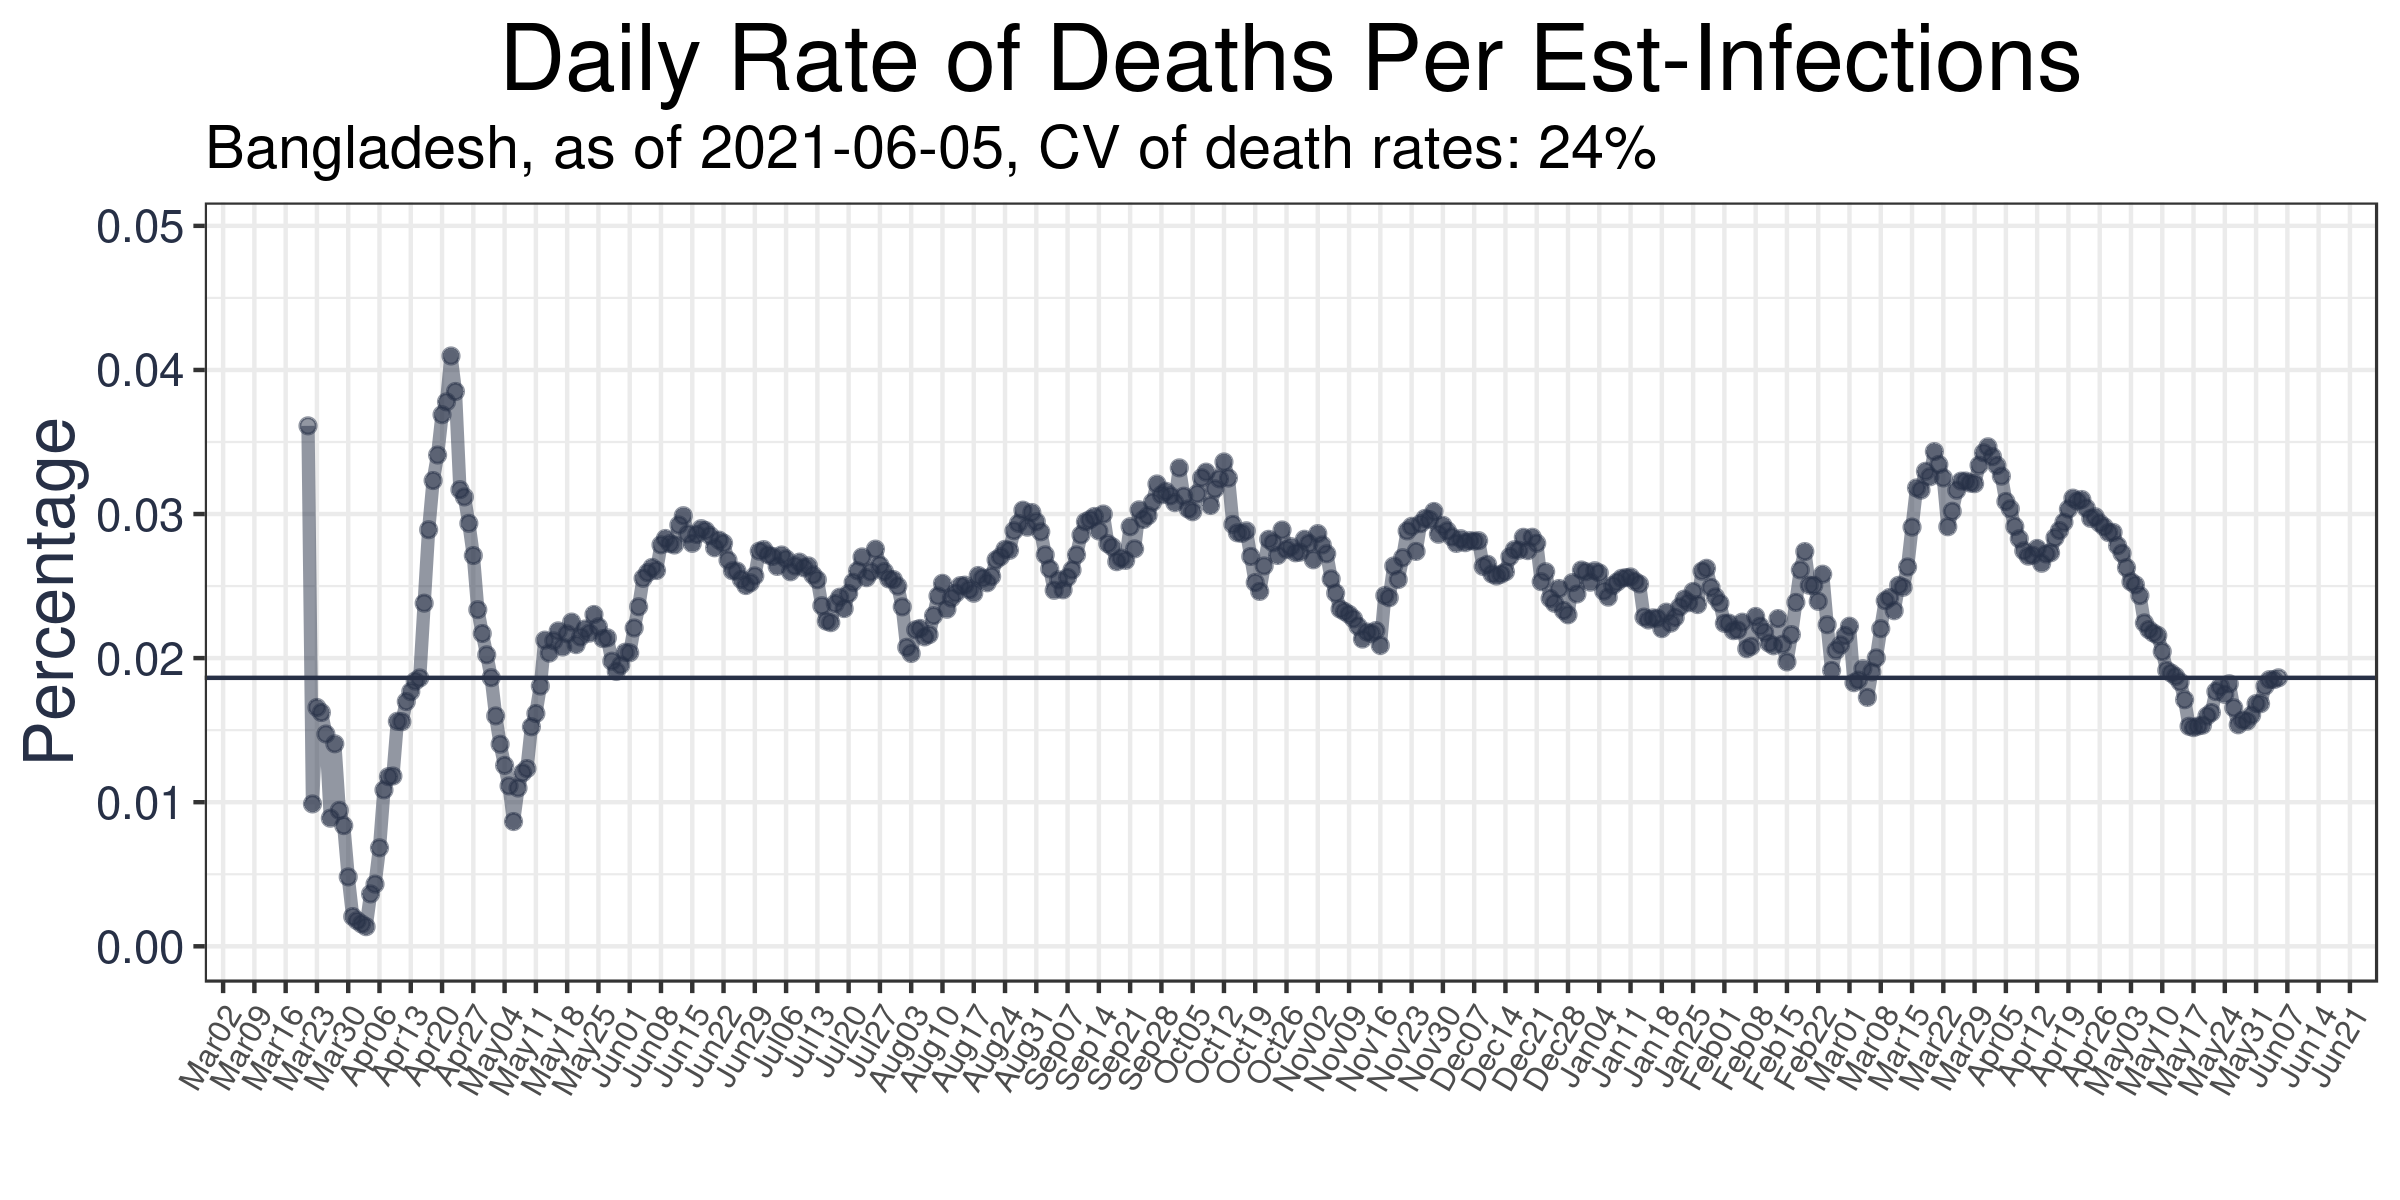 Daily Rate of Deaths Per Est-Infections
Bangladesh, as of 2021-06-05, CV of death rates: 24%
Percentage
0.05
0.04
0.03
0.02
0.01
0.00
Mar02
Mar09
Mar16
Mar23
Mar30
Apr06
Apr13
Apr20
Apr27
May04
May11
May18
May25
Jun01
Jun08
Jun15
Jun22
Jun29
Jul06
Jul13
Jul20
Jul27
Aug03
Aug10
Aug17
Aug24
Aug31
Sep07
Sep14
Sep21
Sep28
Oct05
Oct12
Oct19
Oct26
Nov02
Nov09
Nov16
Nov23
Nov30
Dec07
Dec14
Dec21
Dec28
Jan04
Jan11
Jan18
Jan25
Feb01
Feb08
Feb15
Feb22
Mar01
Mar08
Mar15
Mar22
Mar29
Apr05
Apr12
Apr19
Apr26
May03
May10
May17
May24
May31
Jun07
Jun14
Jun21